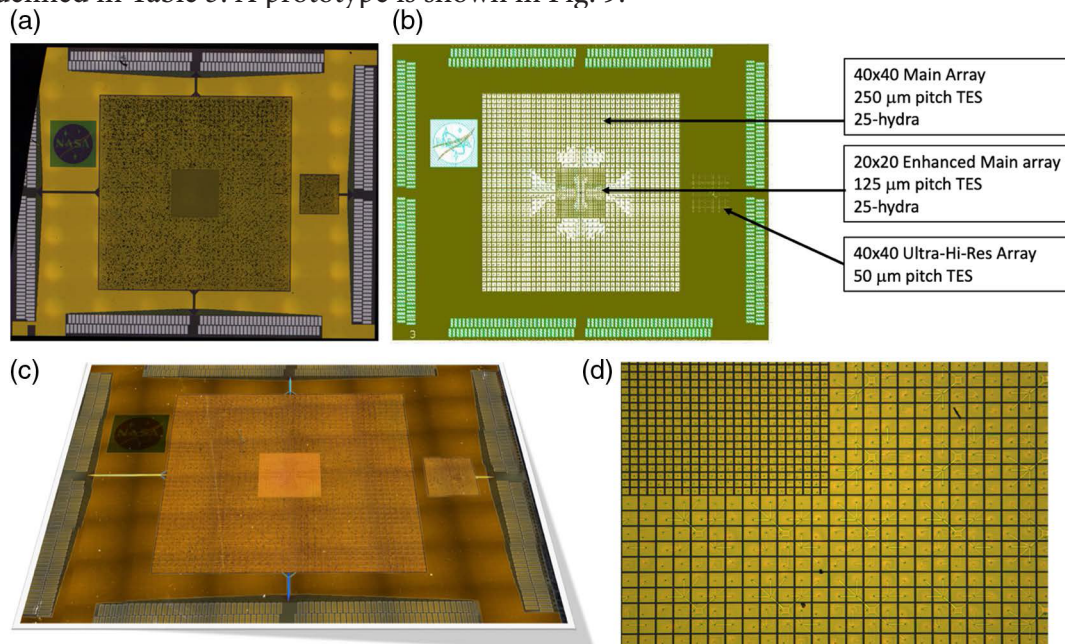 defined in Table 5. A prototype is shown in Fig. 9.
(a)
(b)
40x40 Main Array
250 μm pitch TES
25-hydra
20x20 Enhanced Main array
125 μm pitch TES
25-hydra
40x40 Ultra-Hi-Res Array
50 μm pitch TES
NASA
3
(c)
(d)